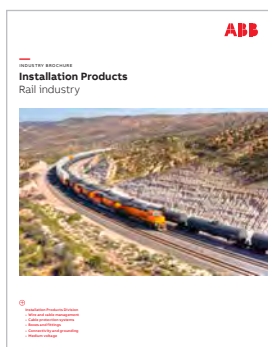 ABB
INDUSTRY BROCHURE
Installation Products
Rail industry
Installation Products Division
– Wire and cable management
– Cable protection systems
– Boxes and fittings
– Connectivity and grounding
– Medium voltage